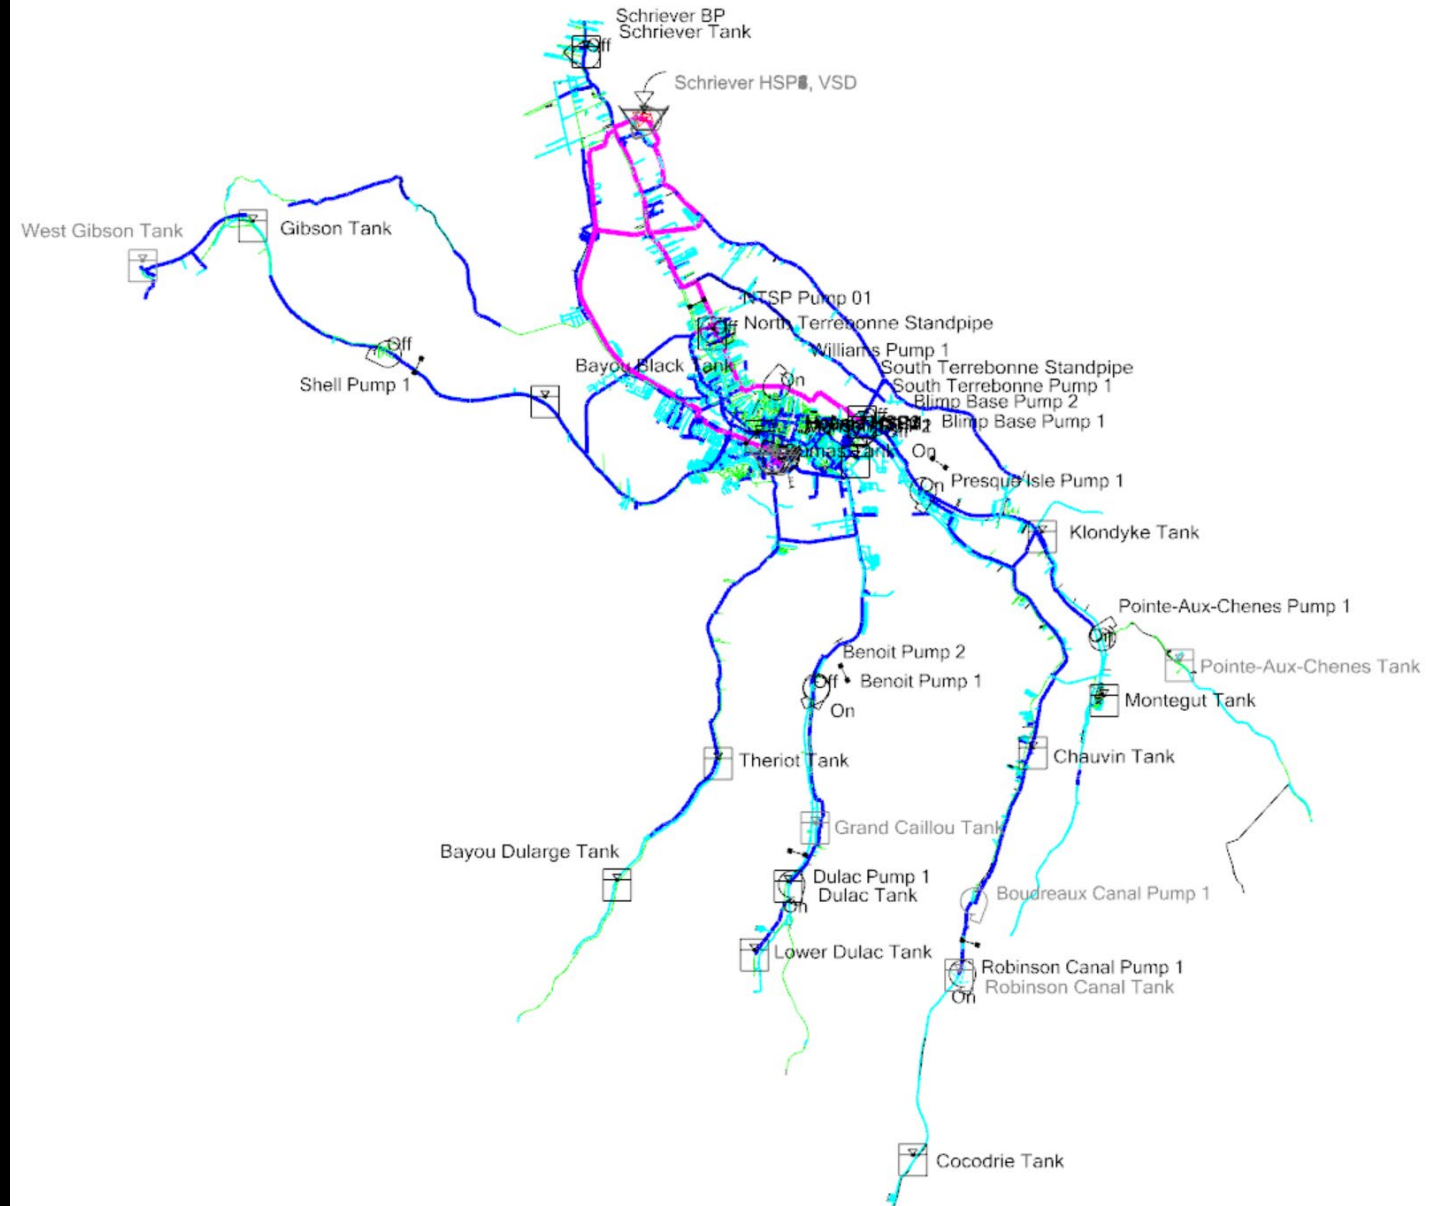 Schriever BP
Schriever Tank
Off
Schriever HSP , VSD
West Gibson Tank
Gibson Tank
NTSP Pump 01
Off
North Terrebonne Standpipe
Off
Williams Pump 1
Shell Pump 1
Bayou Black Tank
South Terrebonne Standpipe
On
South Terrebonne Pump 1
Blimp Base Pump 2
Off
Blimp Base Pump 1
On
On
Presque Isle Pump 1
Klondyke Tank
Pointe-Aux-Chenes Pump 1
On
Benoit Pump 2
Pointe-Aux-Chenes Tank
Off
Benoit Pump 1
On
Montegut Tank
Theriot Tank
Chauvin Tank
Grand Caillou Tank
Bayou Dularge Tank
Dulac Pump 1
Dulac Tank
On
Boudreaux Canal Pump 1
Lower Dulac Tank
Robinson Canal Pump 1
Robinson Canal Tank
On
Cocodrie Tank